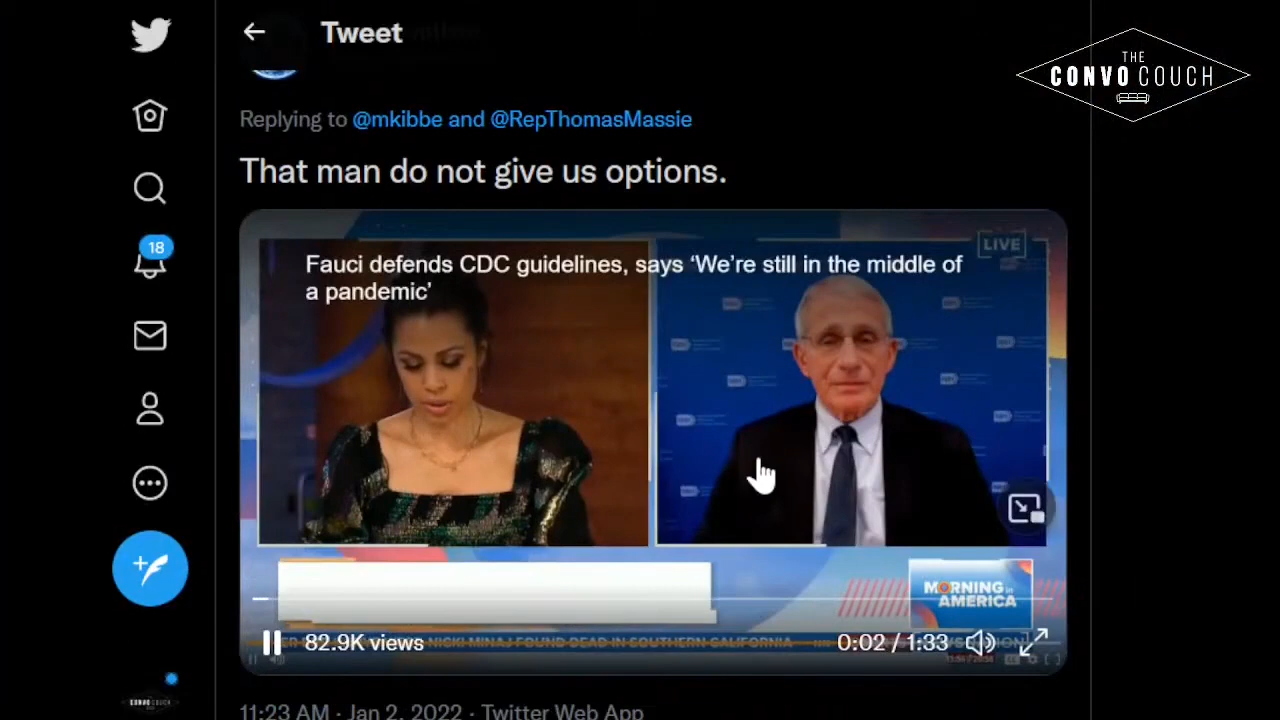 Tweet
THE
CONVO COUCH
Replying to @mkibbe and @RepThomasMassie
That man do not give us options.
LIVE
Fauci defends CDC guidelines, says ‘We’re still in the middle of
a pandemic’
18
MORNING in
AMERICA
NICKI MINAJ FOUND DEAD IN SOUTHERN CALIFORNIA
82.9K views
0:02 / 1:33
CONVO COUCH
11:23 AM · Jan 2, 2022 · Twitter Web App